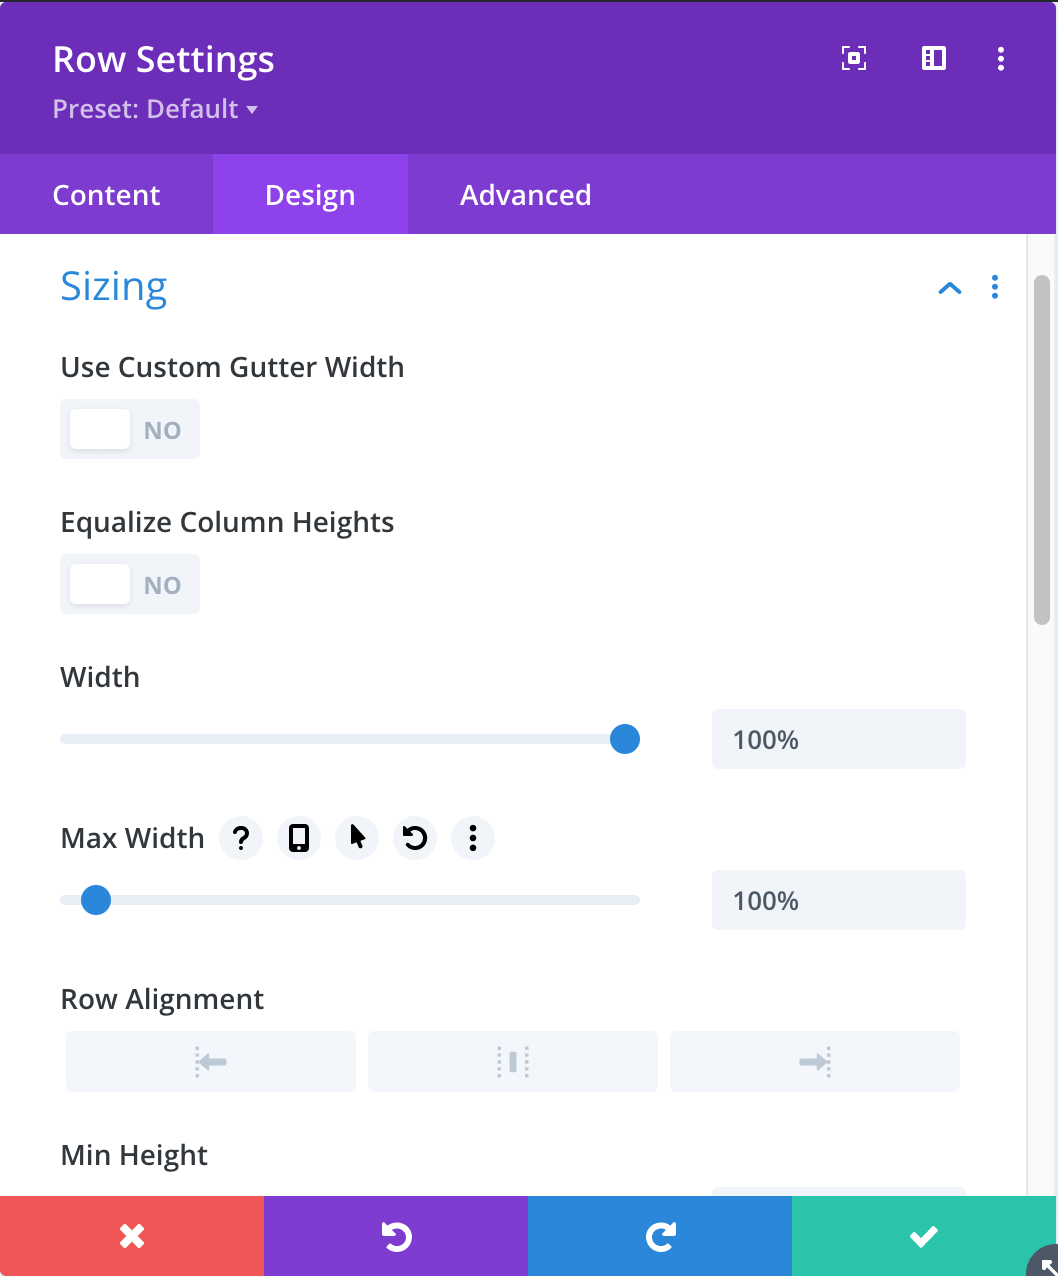 Row Settings
Preset: Default
Content Design Advanced
Sizing
Use Custom Gutter Width
NO
Equalize Column Heights
NO
Width
100%
Max Width ?
100%
Row Alignment
Min Height